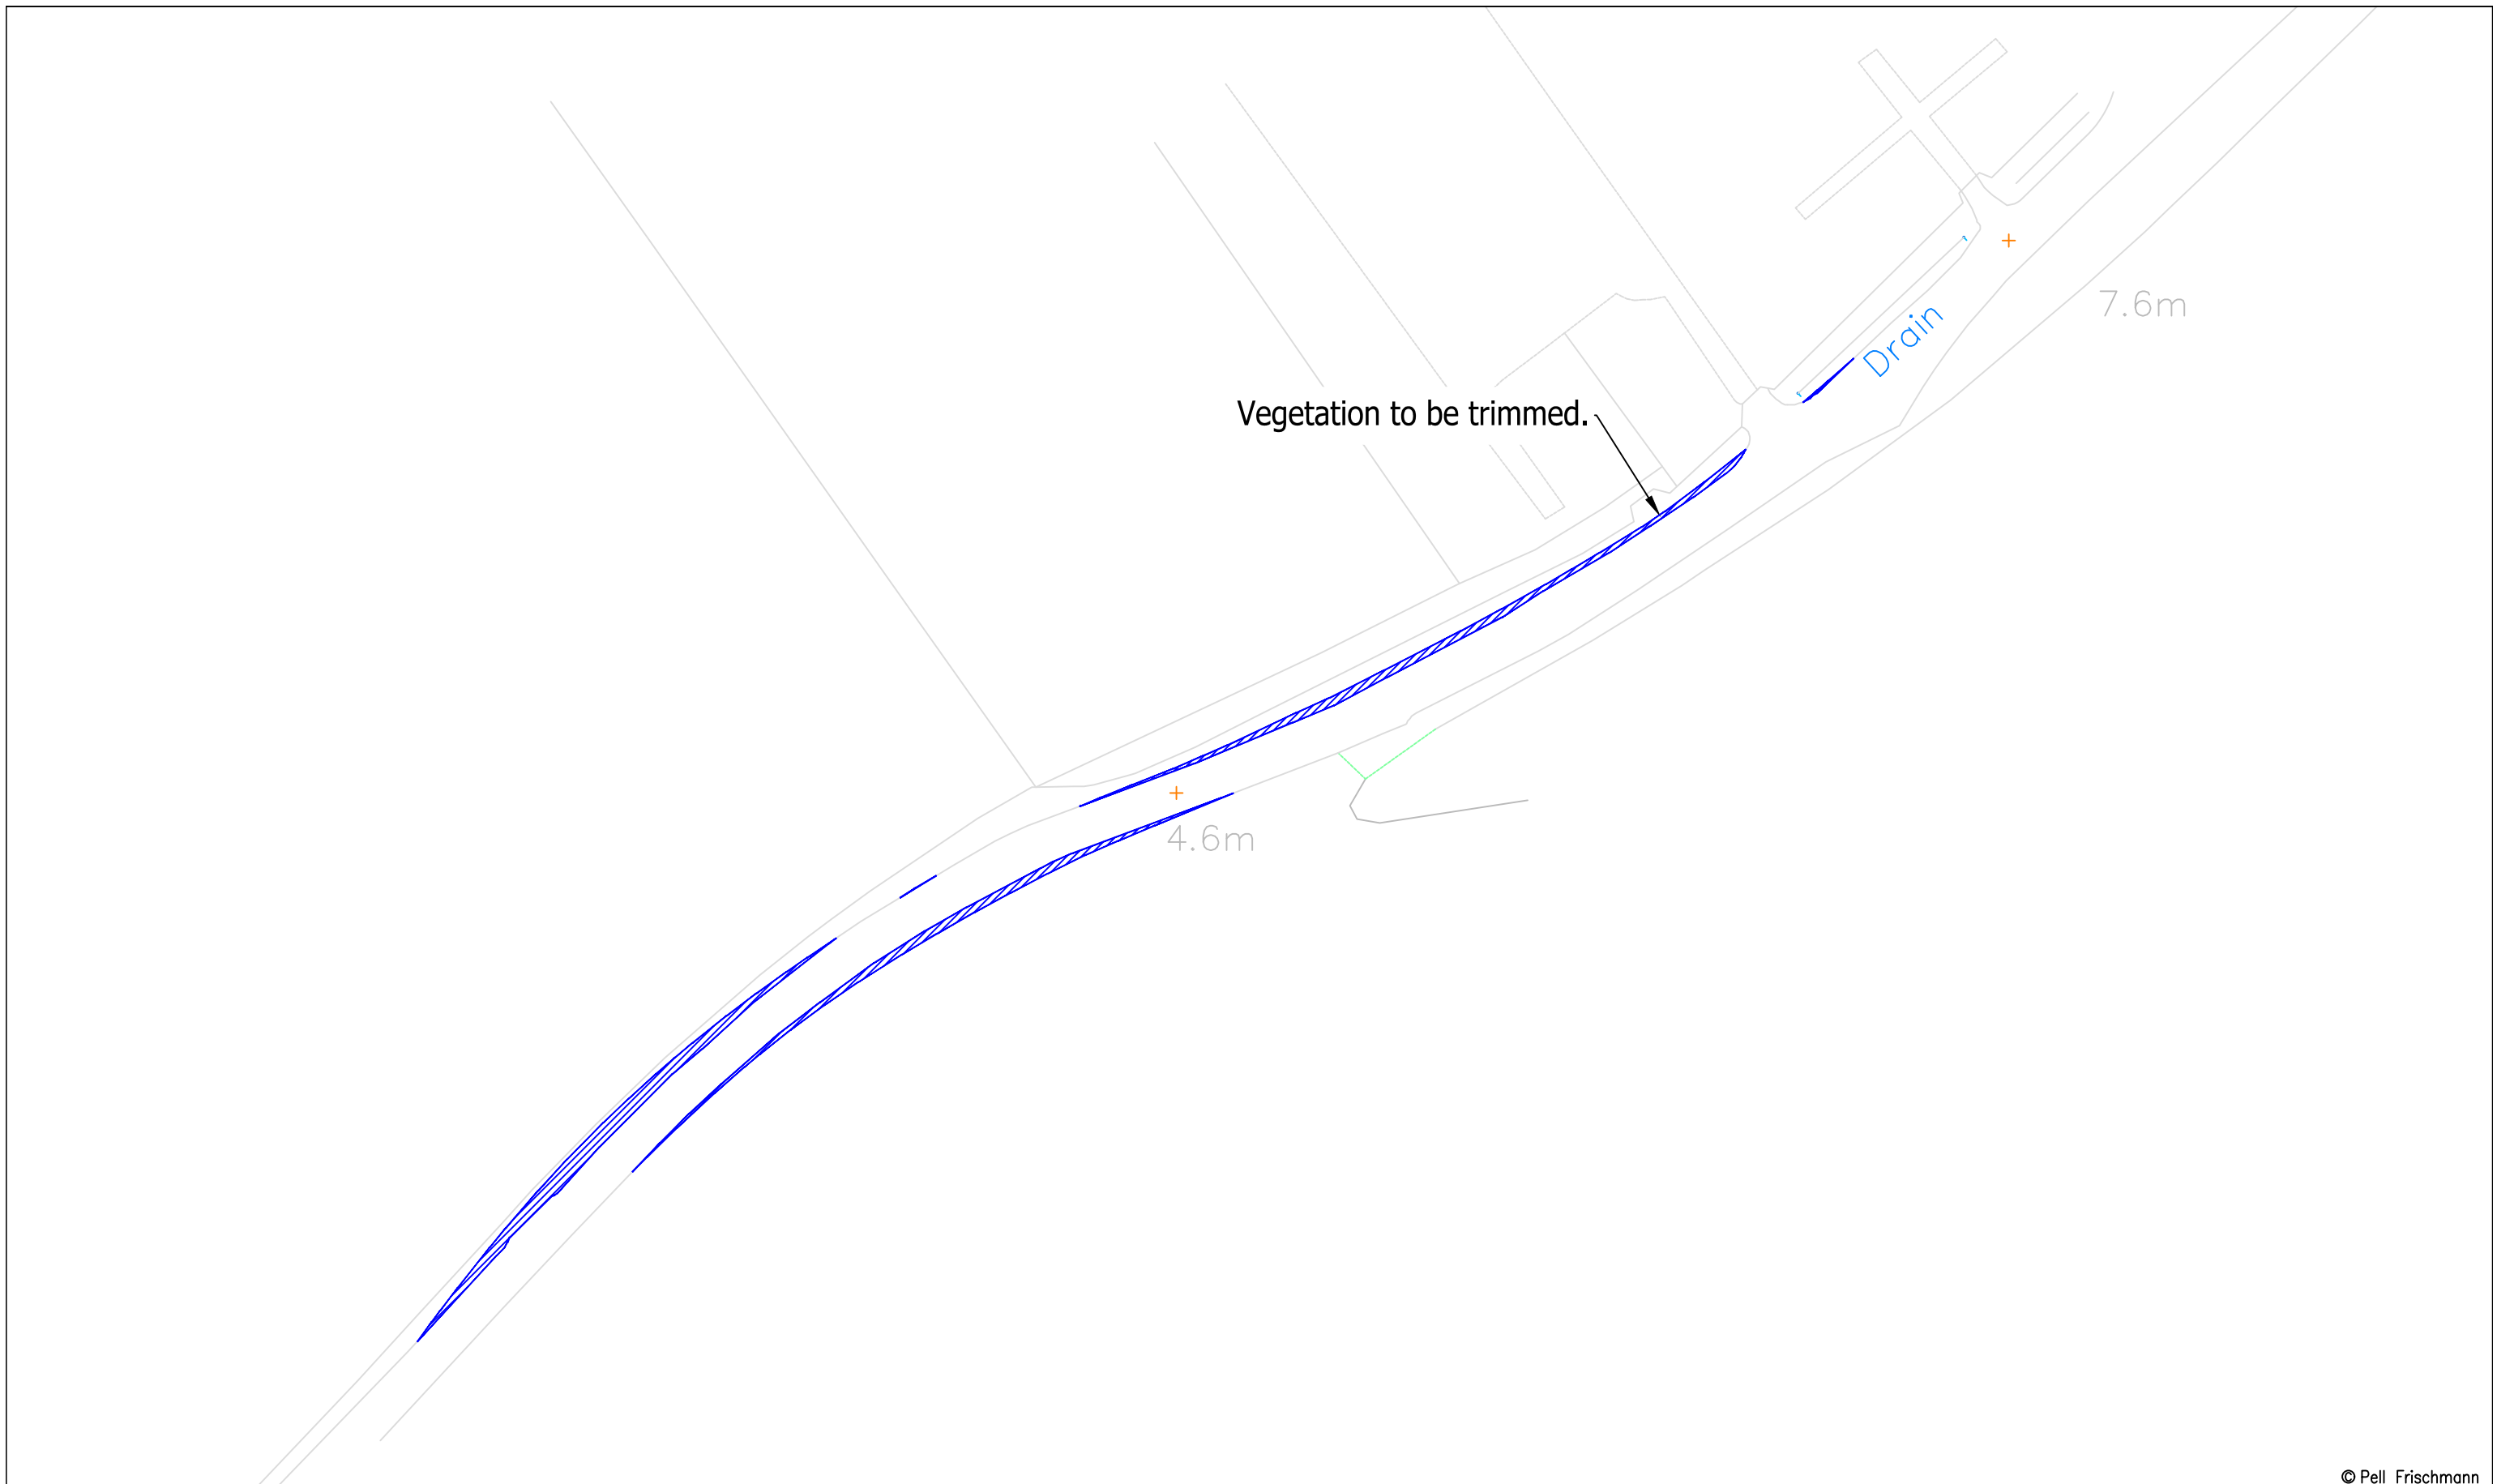 7.6m
Drain
Vegetation to be trimmed.
4.6m
© Pell Frischmann